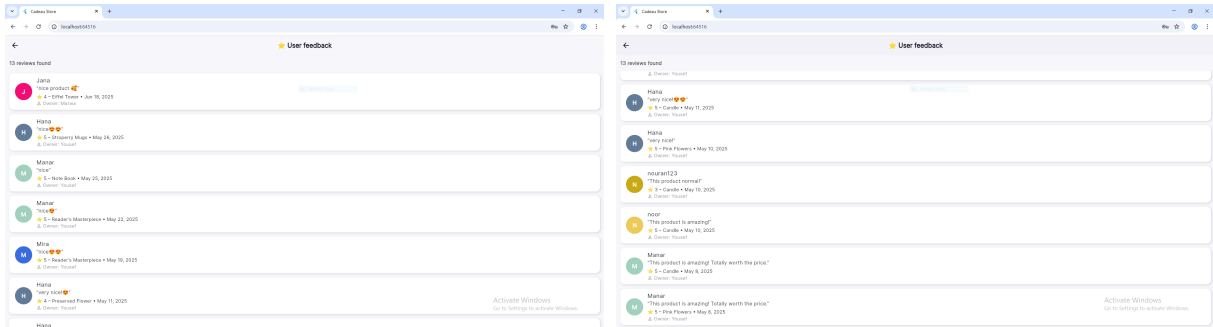 Cadeau Store
localhost:64516
⭐ User feedback
13 reviews found
J
Jana
"nice product 🥰"
⭐ 4 – Eiffel Tower • Jun 18, 2025
H
Hana
"nice😍😍"
⭐ 5 – Straperry Mugs • May 26, 2025
Owner: Yousef
M
Manar
"nice"
⭐ 5 – Note Book • May 25, 2025
Owner: Yousef
M
Manar
"nice😍"
⭐ 5 – Reader's Masterpiece • May 22, 2025
Owner: Yousef
M
Mira
"nice😍😍"
⭐ 5 – Reader's Masterpiece • May 19, 2025
Owner: Yousef
H
Hana
"very nice!😍"
⭐ 4 – Preserved Flower • May 11, 2025
Owner: Yousef
Hana
Activate Windows
Go to Settings to activate Windows.
Cadeau Store
localhost:64516
⭐ User feedback
13 reviews found
Owner: Yousef
H
Hana
"very nice!😍😍"
⭐ 5 – Candle • May 11, 2025
Owner: Yousef
H
Hana
"very nice!"
⭐ 5 – Pink Flowers • May 10, 2025
Owner: Yousef
N
nouran123
"This product normal!"
⭐ 3 – Candle • May 10, 2025
Owner: Yousef
N
noor
"This product is amazing!"
⭐ 5 – Candle • May 10, 2025
Owner: Yousef
M
Manar
"This product is amazing! Totally worth the price."
⭐ 5 – Candle • May 8, 2025
Owner: Yousef
M
Manar
"This product is amazing! Totally worth the price."
⭐ 5 – Pink Flowers • May 8, 2025
Owner: Yousef
Activate Windows
Go to Settings to activate Windows.